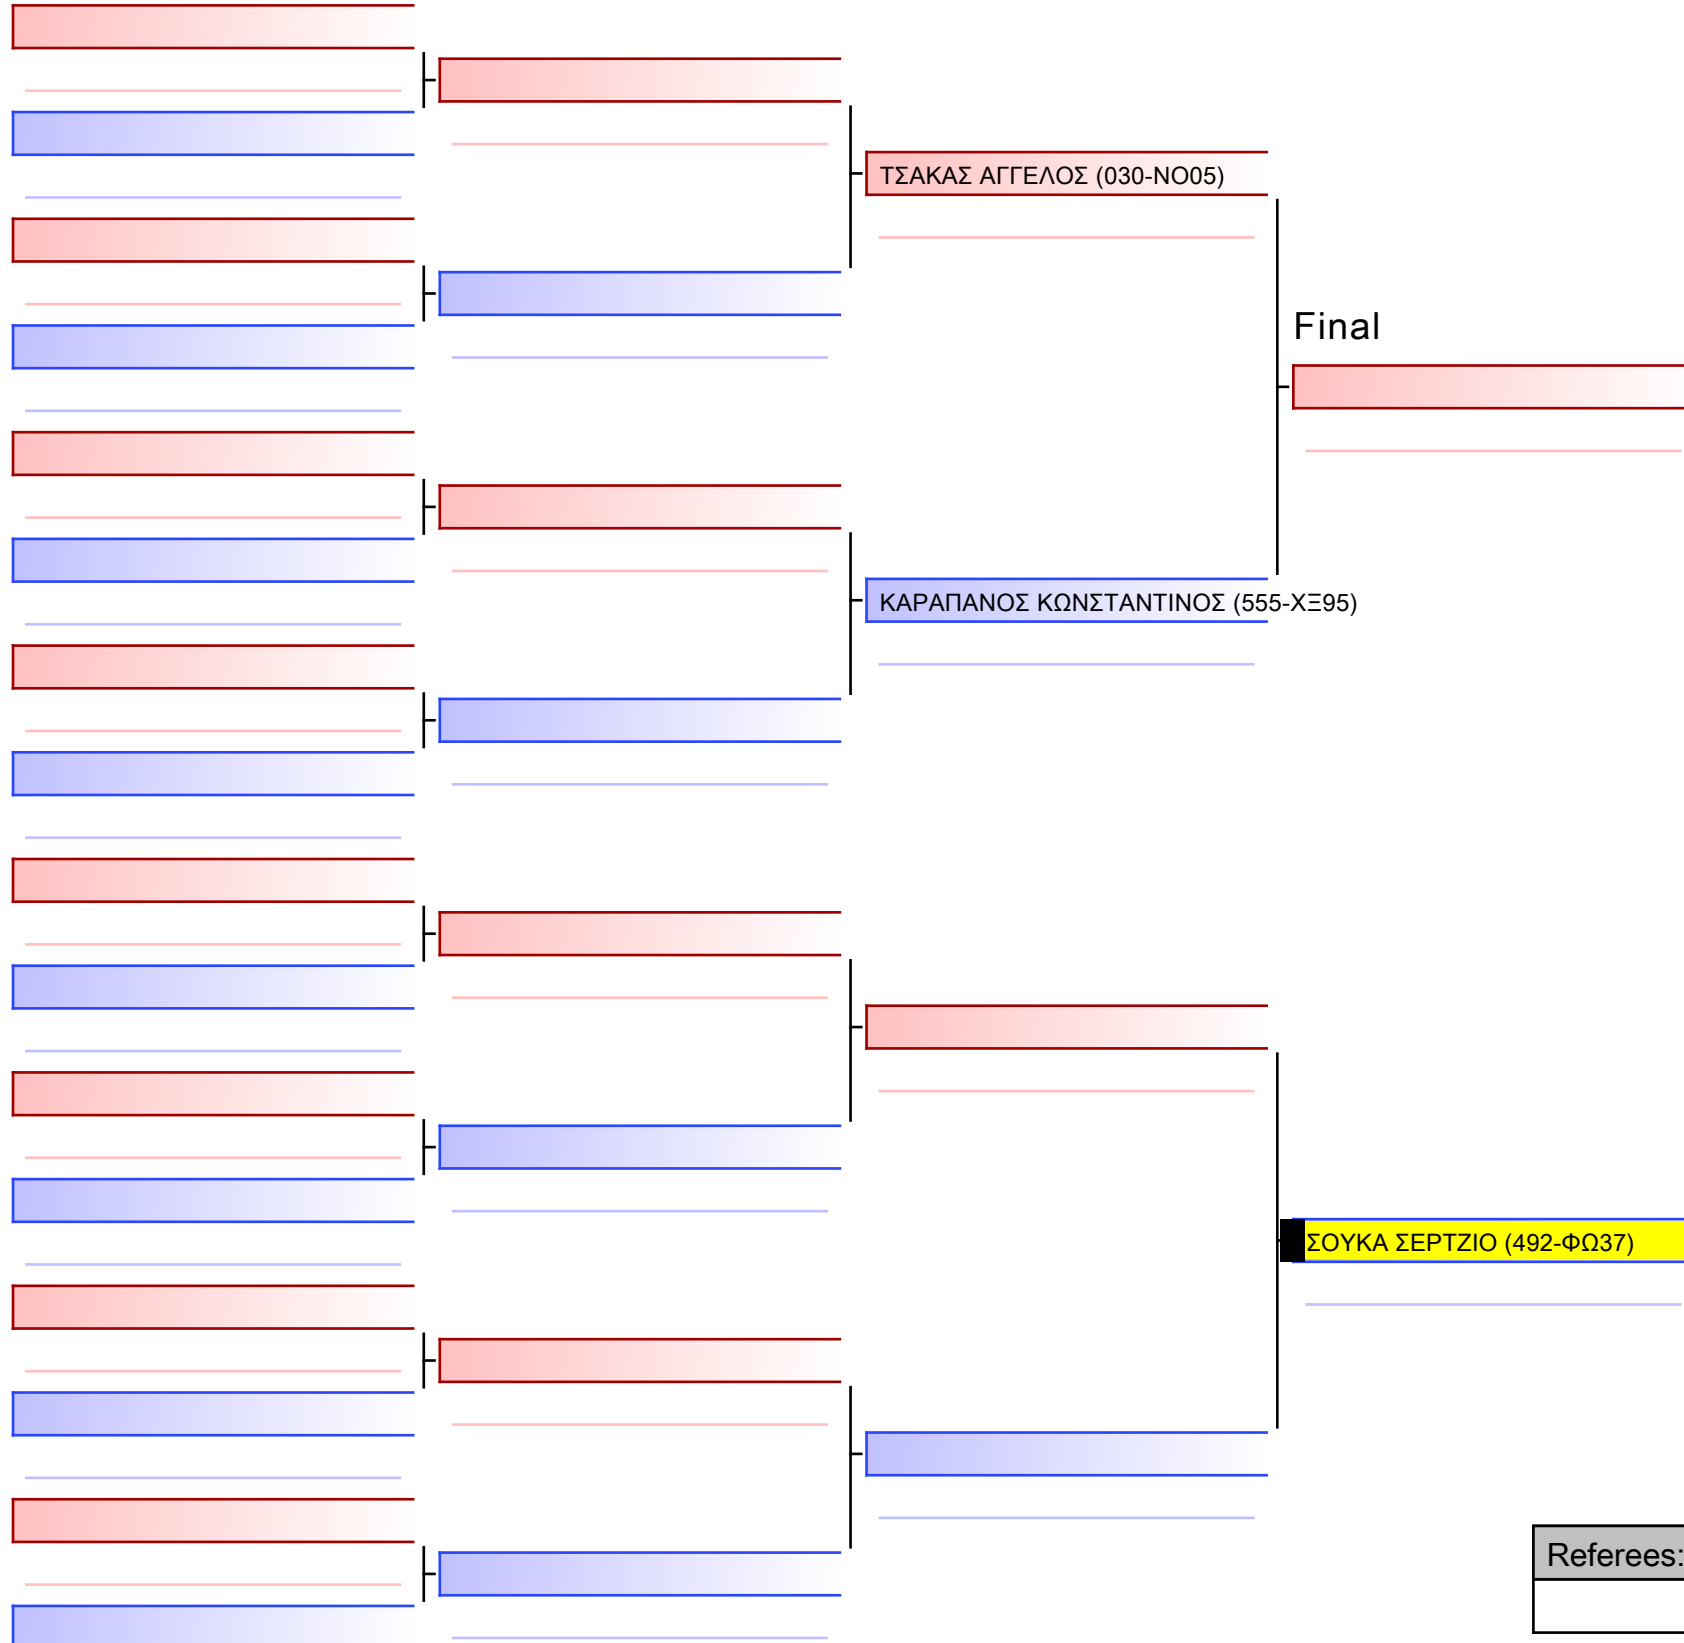 ΤΣΑΚΑΣ ΑΓΓΕΛΟΣ (030-ΝΟ05)
Final
ΚΑΡΑΠΑΝΟΣ ΚΩΝΣΤΑΝΤΙΝΟΣ (555-ΧΞ95)
ΣΟΥΚΑ ΣΕΡΤΖΙΟ (492-ΦΩ37)
Referees: